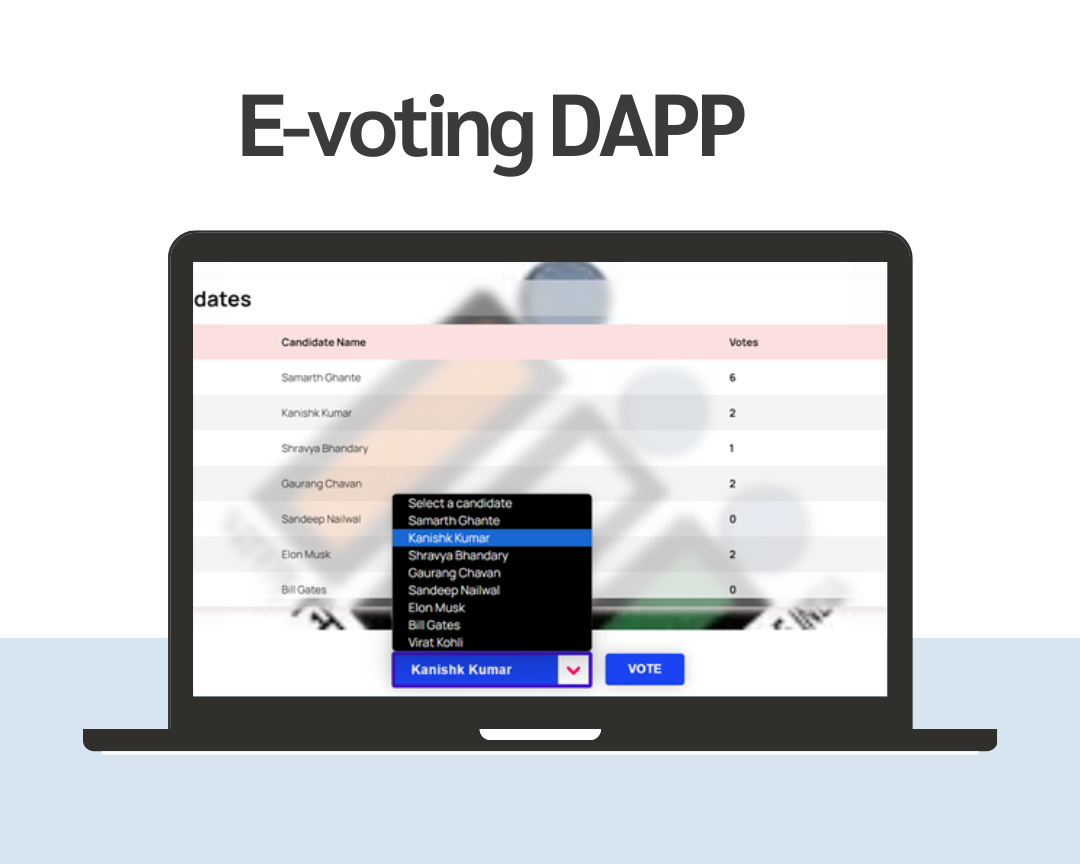 E-voting DAPP
dates
Candidate Name Votes
Samarth Ghante 6
Kanishk Kumar 2
Shravya Bhandary 1
Gaurang Chavan 2
Sandeep Nailwal 0
Elon Musk 2
Bill Gates 0
Select a candidate
Samarth Ghante
Kanishk Kumar
Shravya Bhandary
Gaurang Chavan
Sandeep Nailwal
Elon Musk
Bill Gates
Virat Kohli
Kanishk Kumar VOTE